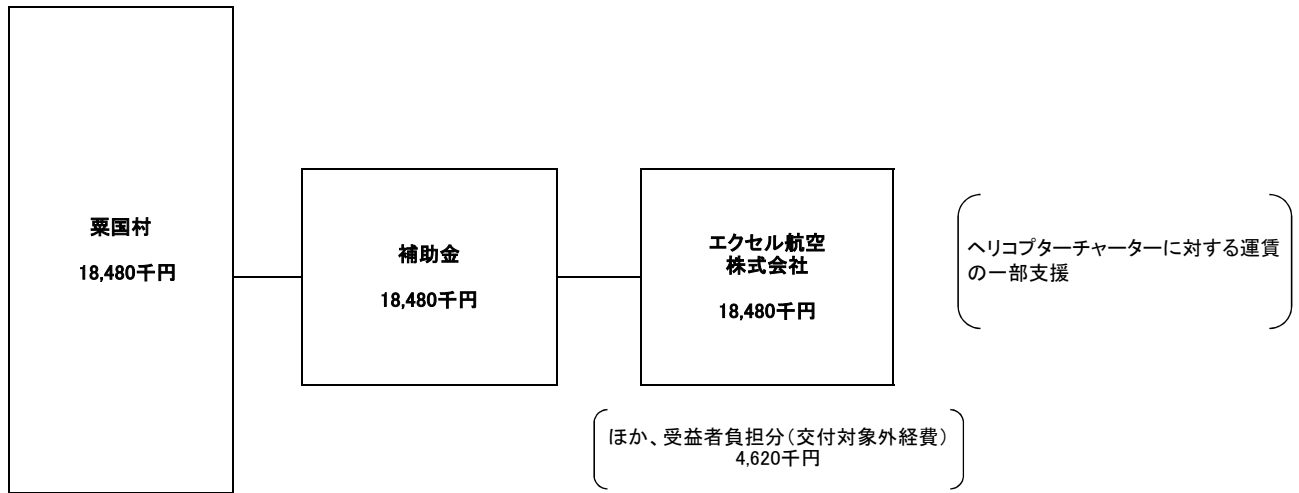 粟国村
18,480千円
補助金
18,480千円
エクセル航空
株式会社
18,480千円
ヘリコプターチャーターに対する運賃
の一部支援
ほか、受益者負担分(交付対象外経費)
4,620千円